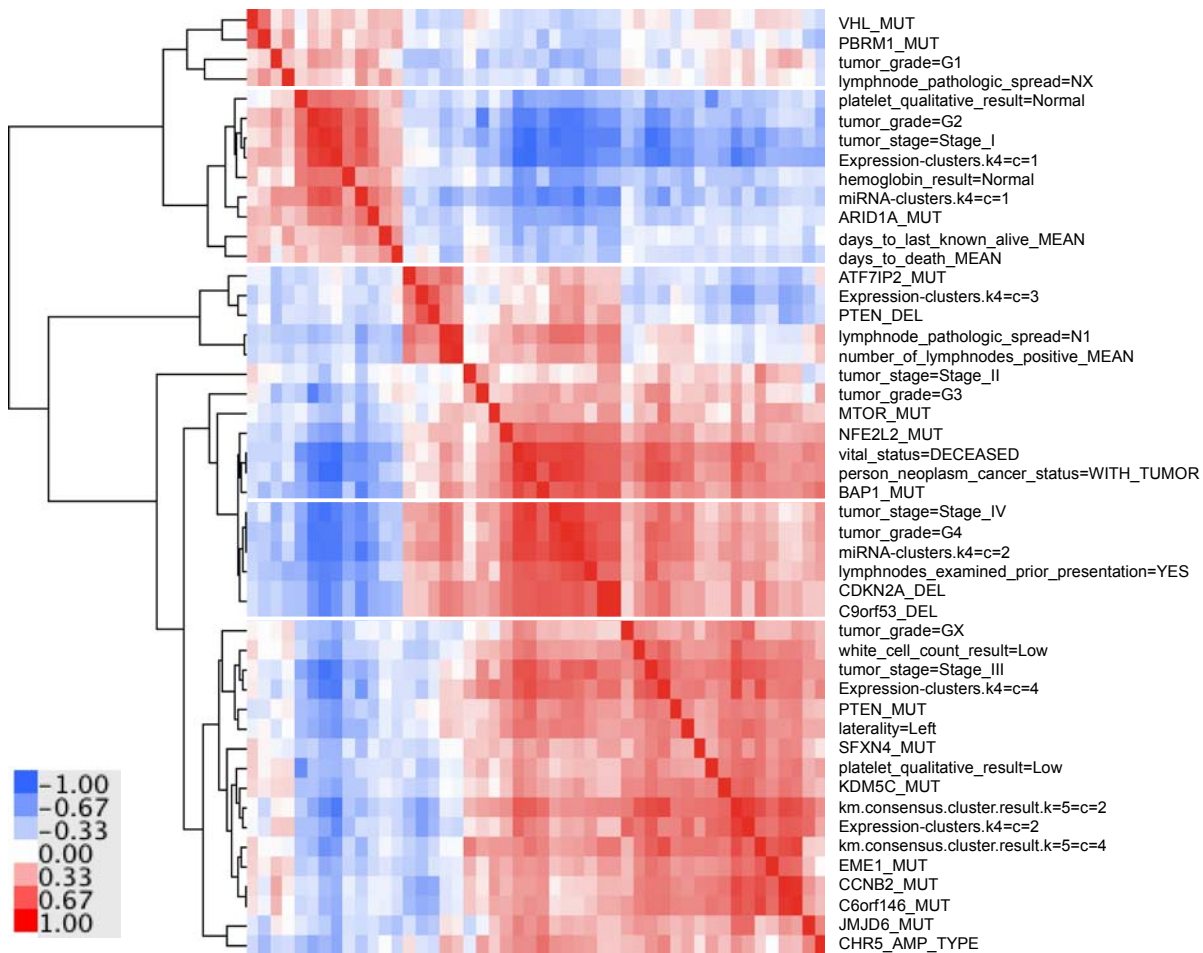 VHL_MUT
PBRM1_MUT
tumor_grade=G1
lymphnode_pathologic_spread=NX
platelet_qualitative_result=Normal
tumor_grade=G2
tumor_stage=Stage_I
Expression-clusters.k4=c=1
hemoglobin_result=Normal
miRNA-clusters.k4=c=1
ARID1A_MUT
days_to_last_known_alive_MEAN
days_to_death_MEAN
ATF7IP2_MUT
Expression-clusters.k4=c=3
PTEN_DEL
lymphnode_pathologic_spread=N1
number_of_lymphnodes_positive_MEAN
tumor_stage=Stage_II
tumor_grade=G3
MTOR_MUT
NFE2L2_MUT
vital_status=DECEASED
person_neoplasm_cancer_status=WITH_TUMOR
BAP1_MUT
tumor_stage=Stage_IV
tumor_grade=G4
miRNA-clusters.k4=c=2
lymphnodes_examined_prior_presentation=YES
CDKN2A_DEL
C9orf53_DEL
tumor_grade=GX
white_cell_count_result=Low
tumor_stage=Stage_III
Expression-clusters.k4=c=4
PTEN_MUT
laterality=Left
SFXN4_MUT
platelet_qualitative_result=Low
KDM5C_MUT
km.consensus.cluster.result.k=5=c=2
Expression-clusters.k4=c=2
km.consensus.cluster.result.k=5=c=4
EME1_MUT
CCNB2_MUT
C6orf146_MUT
JMJD6_MUT
CHR5_AMP_TYPE
-1.00
-0.67
-0.33
0.00
0.33
0.67
1.00